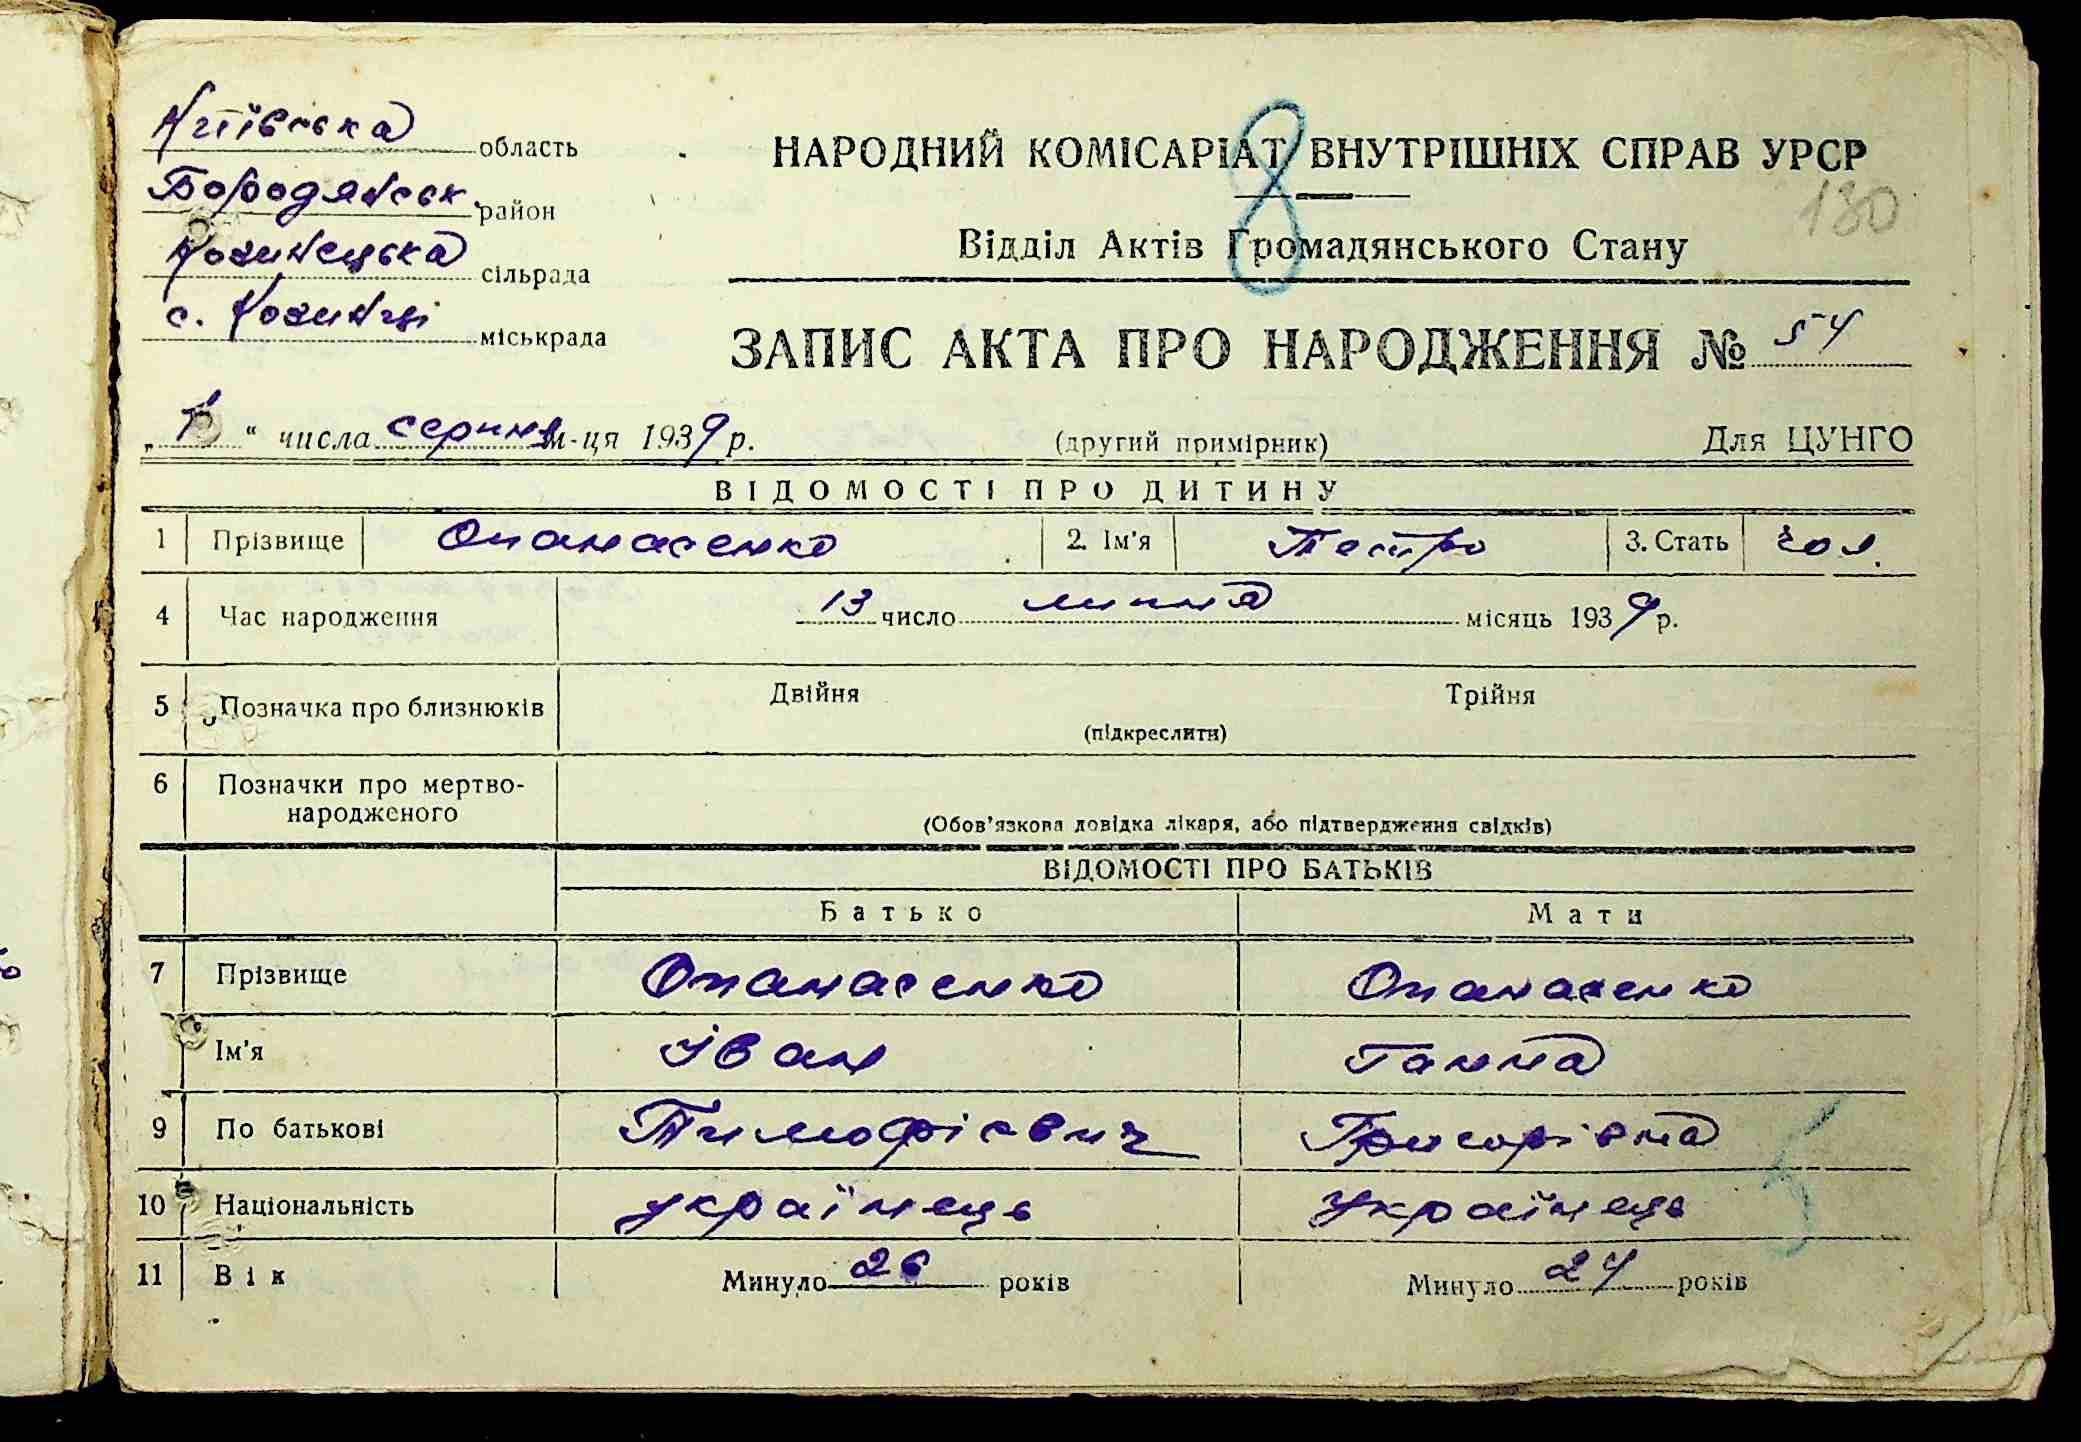 Київська область
Бородянськ. район
Козинецька сільрада
с. Козинці міськрада
НАРОДНИЙ КОМІСАРІАТ ВНУТРІШНІХ СПРАВ УРСР
8
130
Відділ Актів Громадянського Стану
ЗАПИС АКТА ПРО НАРОДЖЕННЯ № 54
„1“ числа серпня м-ця 1939 р. (другий примірник) Для ЦУНГО
ВІДОМОСТІ ПРО ДИТИНУ
1 Прізвище Опанасенко 2. Ім'я Петро 3. Стать чол.
4 Час народження 13 число липня місяць 1939 р.
5 Позначка про близнюків Двійня Трійня
(підкреслити)
6 Позначки про мертво-
народженого
(Обов'язкова довідка лікаря, або підтвердження свідків)
ВІДОМОСТІ ПРО БАТЬКІВ
Батько Мати
7 Прізвище Опанасенко Опанасенко
Ім'я Іван Ганна
9 По батькові Тимофієвич Григорівна
10 Національність українець українець
11 Вік Минуло 26 років Минуло 24 років